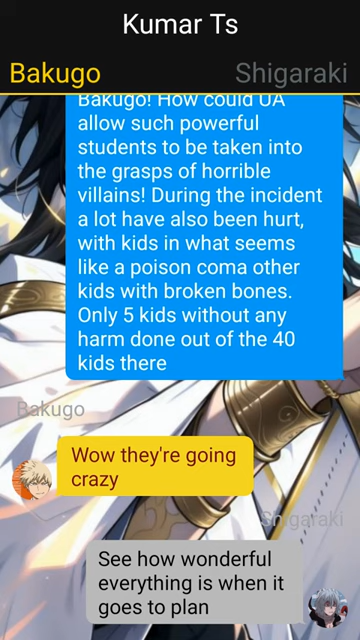 Kumar Ts
Bakugo
Shigaraki
Bakugo! How could UA
allow such powerful
students to be taken into
the grasps of horrible
villains! During the incident
a lot have also been hurt,
with kids in what seems
like a poison coma other
kids with broken bones.
Only 5 kids without any
harm done out of the 40
kids there
Bakugo
Wow they're going
crazy
Shigaraki
See how wonderful
everything is when it
goes to plan